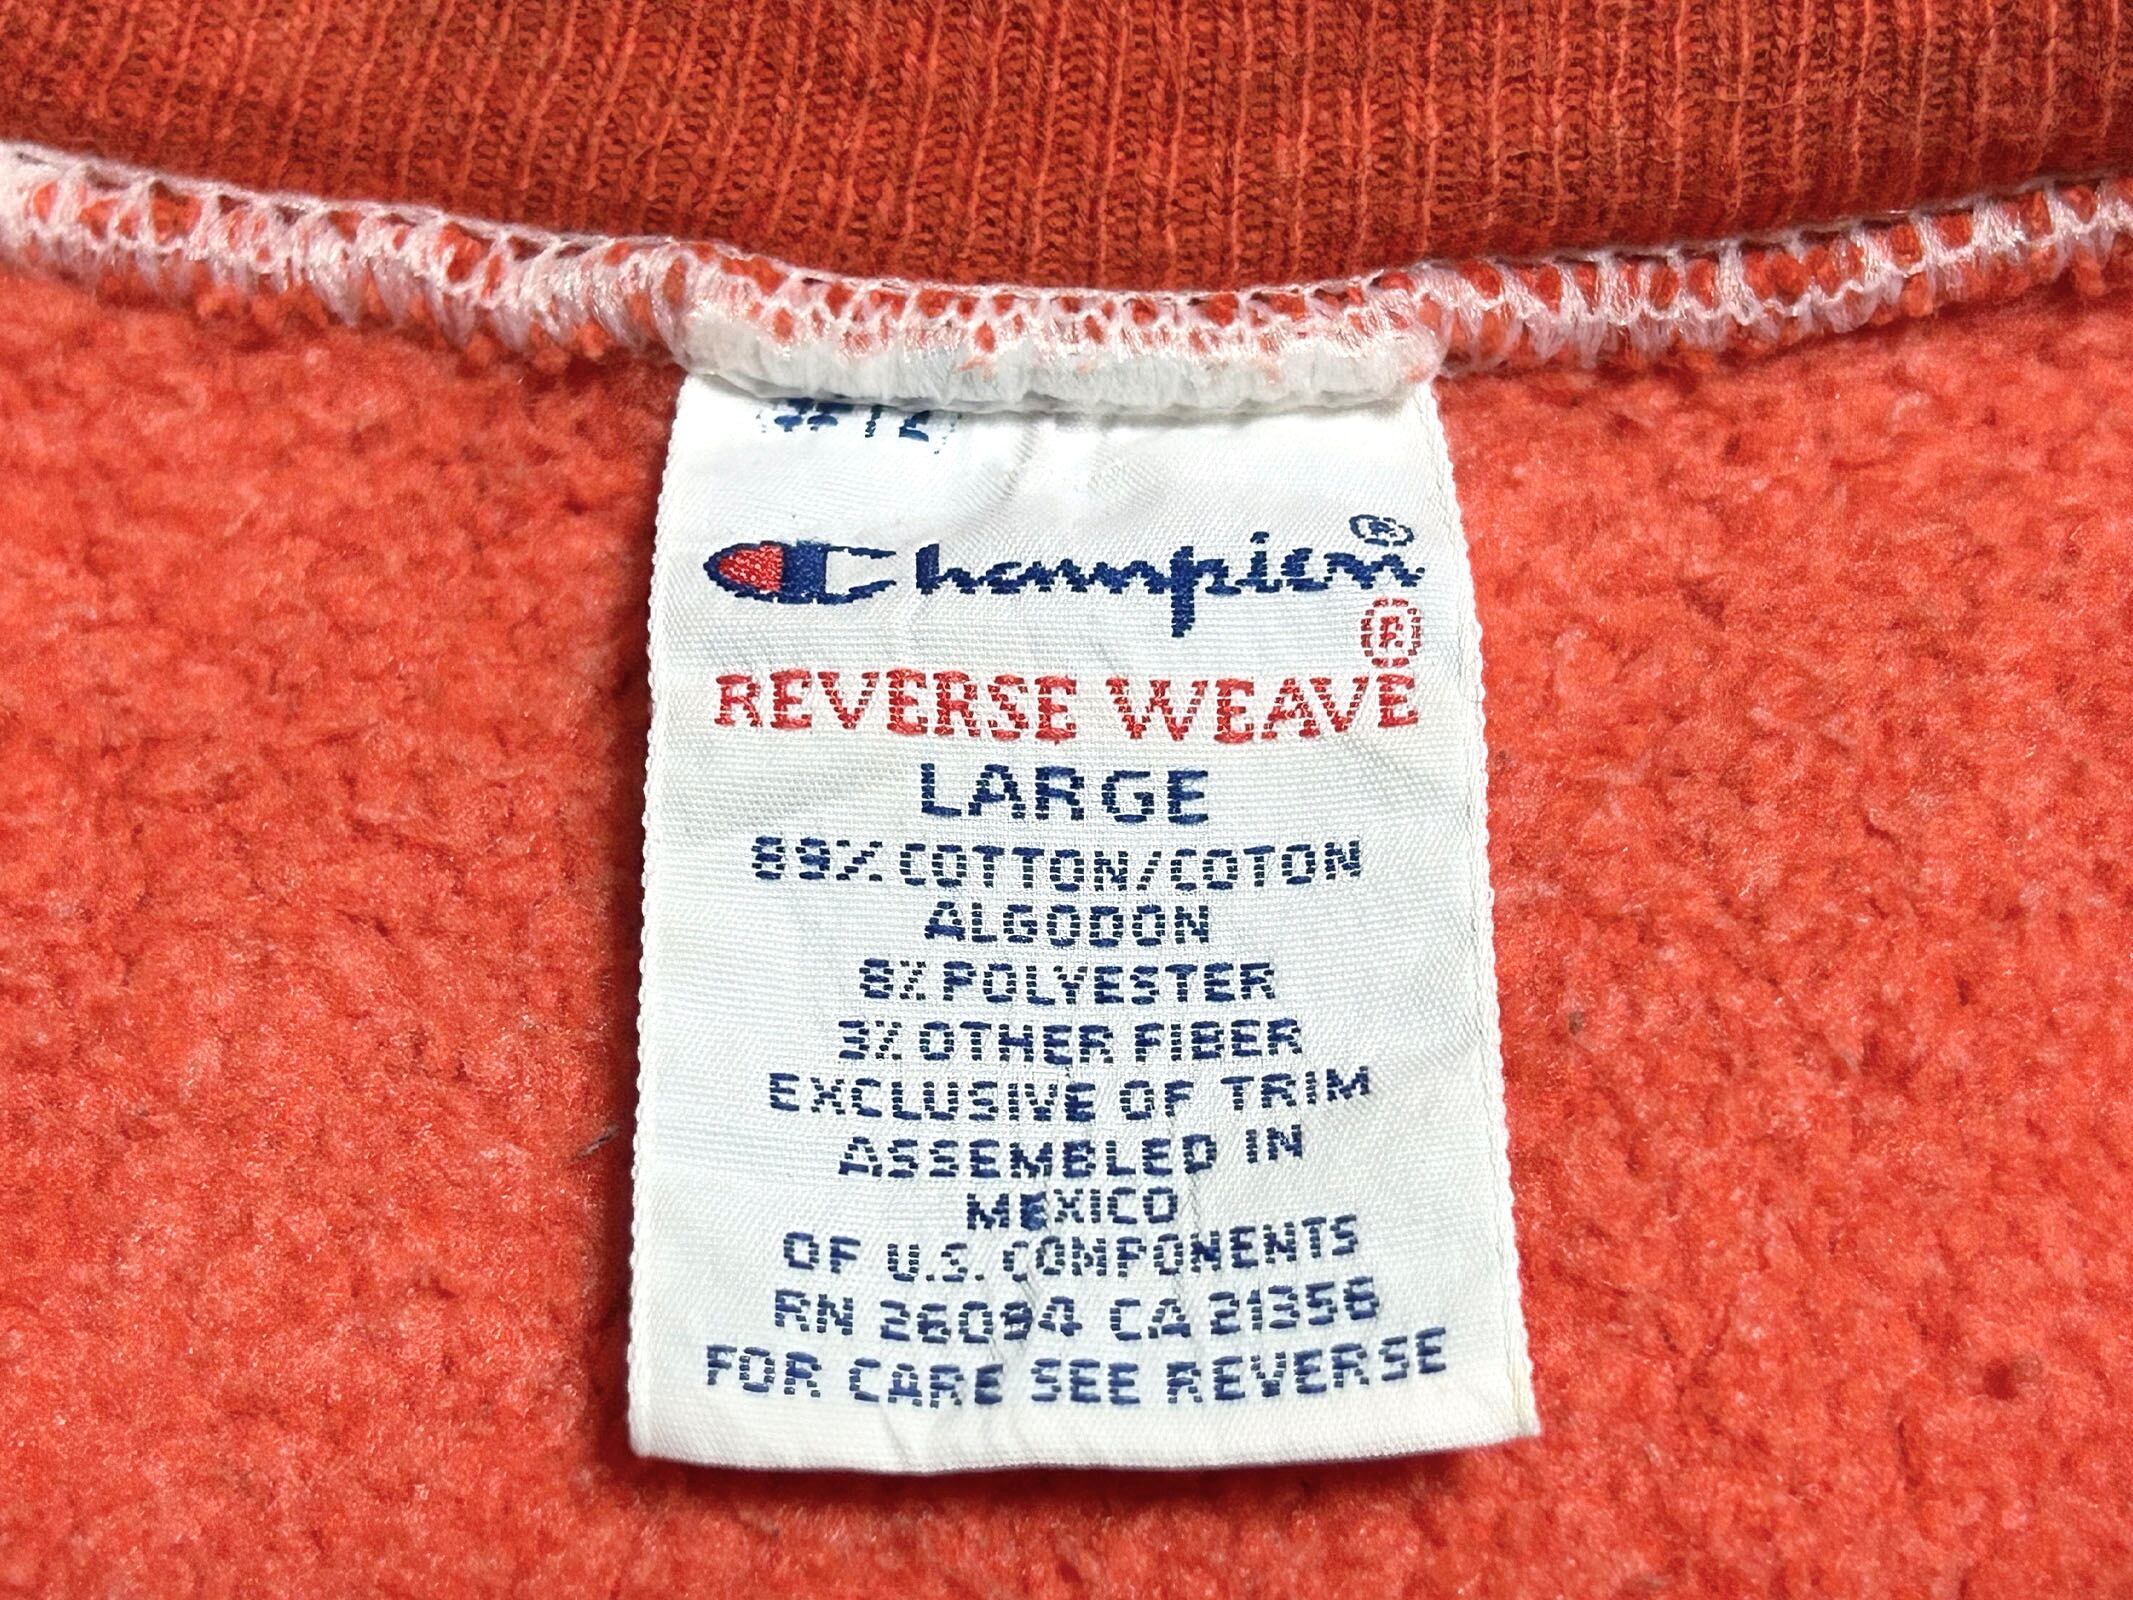 Champion®
REVERSE WEAVE®
LARGE
89% COTTON/COTON
ALGODON
8% POLYESTER
3% OTHER FIBER
EXCLUSIVE OF TRIM
ASSEMBLED IN
MEXICO
OF U.S. COMPONENTS
RN 26094 CA 21356
FOR CARE SEE REVERSE